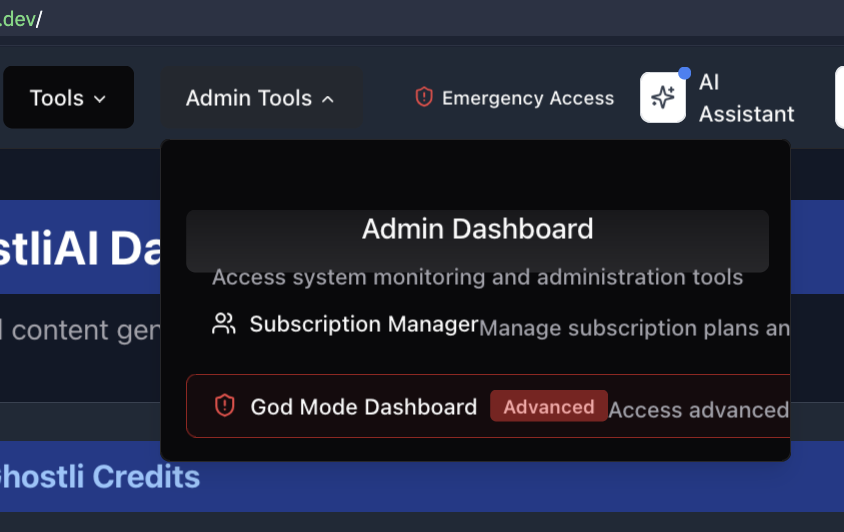 .dev/
Tools
Admin Tools
Emergency Access
AI
Assistant
Admin Dashboard
stliAI Da
Access system monitoring and administration tools
Subscription Manager Manage subscription plans an
l content gen
God Mode Dashboard Advanced Access advanced
hostli Credits